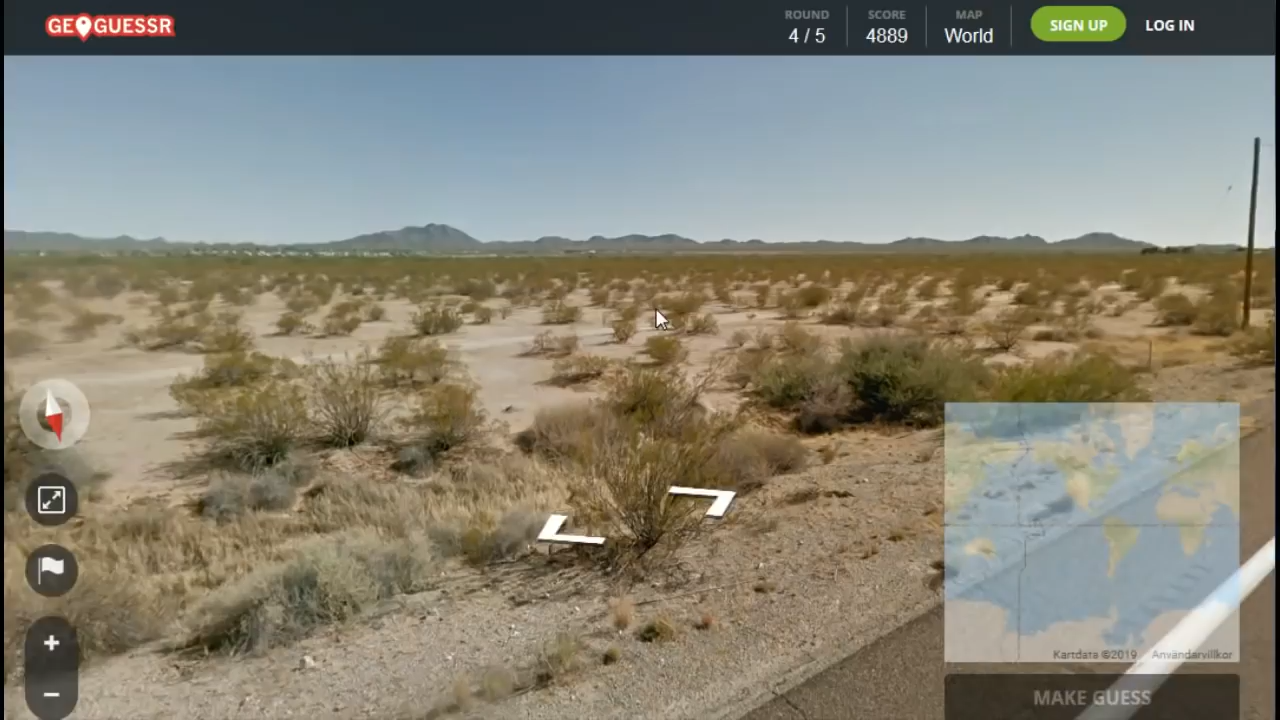 GEOGUESSR
ROUND
4 / 5
SCORE
4889
MAP
World
SIGN UP
LOG IN
Kartdata ©2019 Användarvillkor
MAKE GUESS